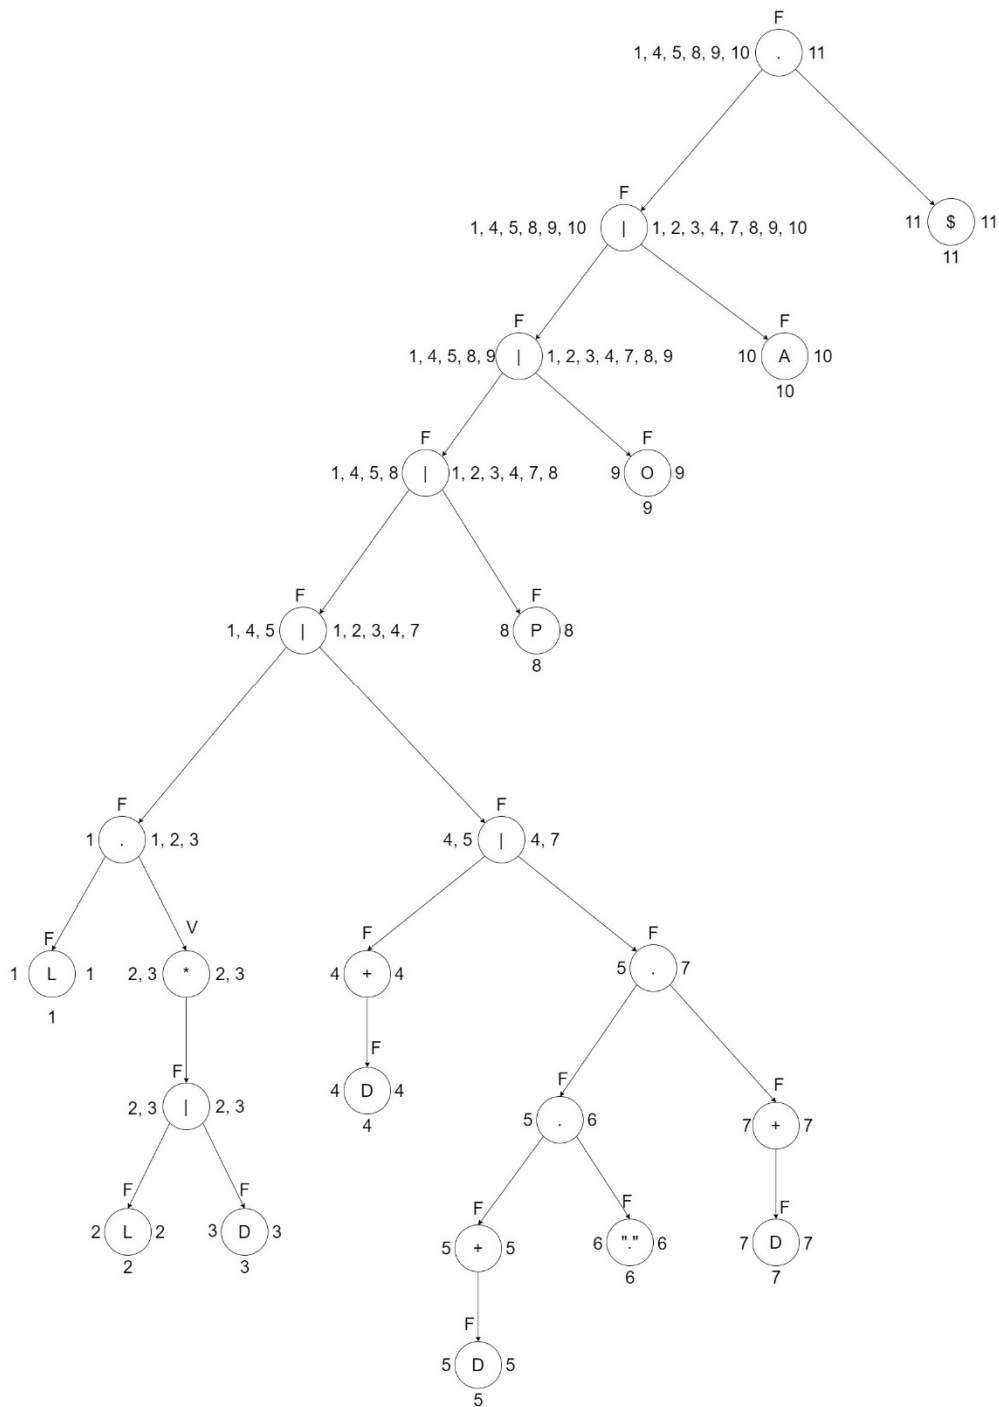 F
1, 4, 5, 8, 9, 10 . 11
F
1, 4, 5, 8, 9, 10 | 1, 2, 3, 4, 7, 8, 9, 10
11 $ 11
11
F
1, 4, 5, 8, 9 | 1, 2, 3, 4, 7, 8, 9
F
10 A 10
10
F
1, 4, 5, 8 | 1, 2, 3, 4, 7, 8
F
9 O 9
9
F
1, 4, 5 | 1, 2, 3, 4, 7
F
8 P 8
8
F
1 . 1, 2, 3
F
4, 5 | 4, 7
F
1 L 1
1
V
2, 3 * 2, 3
F
4 + 4
F
5 . 7
F
2, 3 | 2, 3
F
4 D 4
4
F
5 . 6
F
7 + 7
F
2 L 2
2
F
3 D 3
3
F
5 + 5
F
6 "." 6
6
F
7 D 7
7
F
5 D 5
5